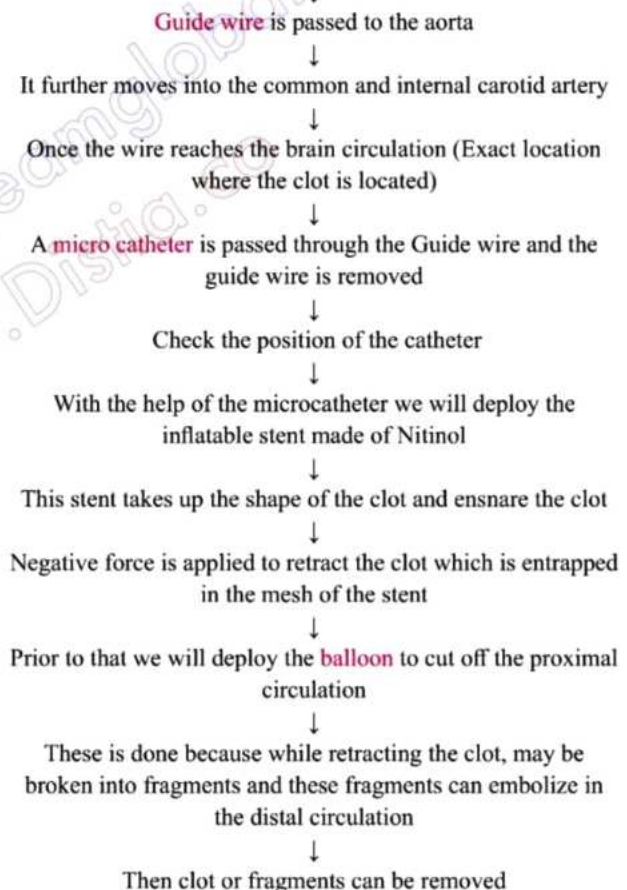 Guide wire is passed to the aorta
↓
It further moves into the common and internal carotid artery
↓
Once the wire reaches the brain circulation (Exact location
where the clot is located)
↓
A micro catheter is passed through the Guide wire and the
guide wire is removed
↓
Check the position of the catheter
↓
With the help of the microcatheter we will deploy the
inflatable stent made of Nitinol
↓
This stent takes up the shape of the clot and ensnare the clot
↓
Negative force is applied to retract the clot which is entrapped
in the mesh of the stent
↓
Prior to that we will deploy the balloon to cut off the proximal
circulation
↓
These is done because while retracting the clot, may be
broken into fragments and these fragments can embolize in
the distal circulation
↓
Then clot or fragments can be removed